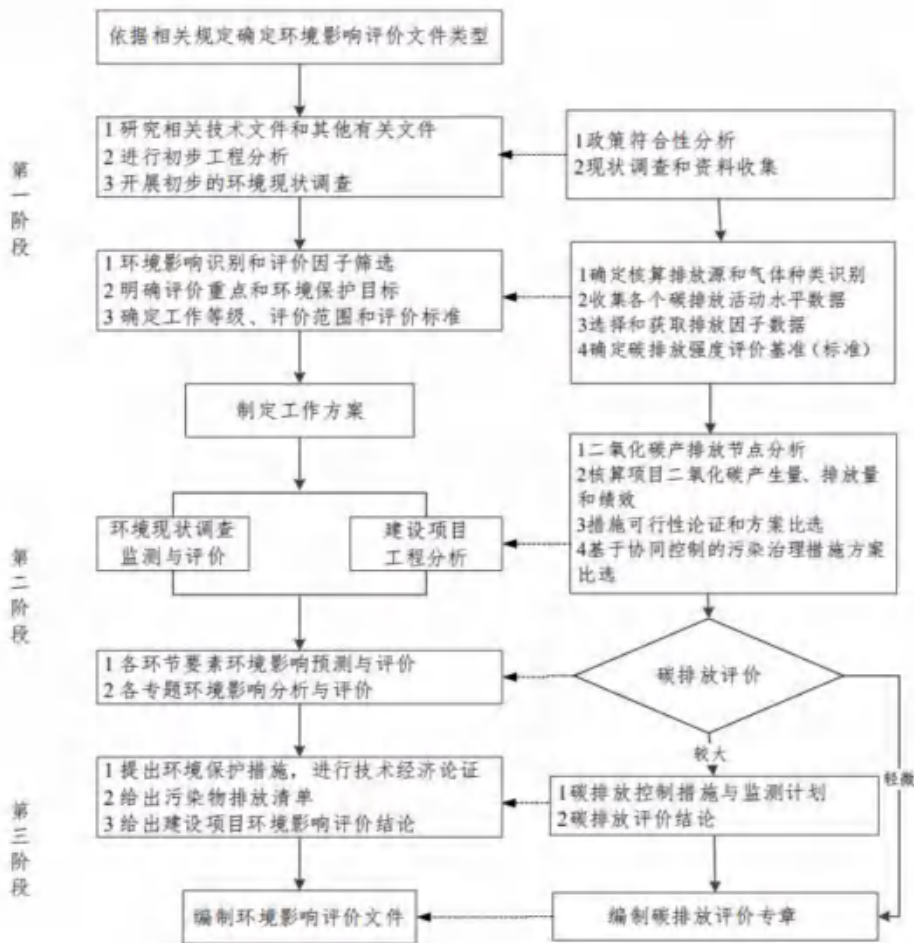 依据相关规定确定环境影响评价文件类型
第一阶段
1 研究相关技术文件和其他有关文件
2 进行初步工程分析
3 开展初步的环境现状调查
1政策符合性分析
2现状调查和资料收集
1 环境影响识别和评价因子筛选
2 明确评价重点和环境保护目标
3 确定工作等级、评价范围和评价标准
1确定核算排放源和气体种类识别
2收集各个碳排放活动水平数据
3选择和获取排放因子数据
4确定碳排放强度评价基准(标准)
制定工作方案
第二阶段
环境现状调查
监测与评价
建设项目
工程分析
1二氧化碳产排放节点分析
2核算项目二氧化碳产生量、排放量
和绩效
3措施可行性论证和方案比选
4基于协同控制的污染治理措施方案
比选
1 各环节要素环境影响预测与评价
2 各专题环境影响分析与评价
碳排放评价
较大
轻微
第三阶段
1 提出环境保护措施，进行技术经济论证
2 给出污染物排放清单
3 给出建设项目环境影响评价结论
1碳排放控制措施与监测计划
2碳排放评价结论
编制环境影响评价文件
编制碳排放评价专章